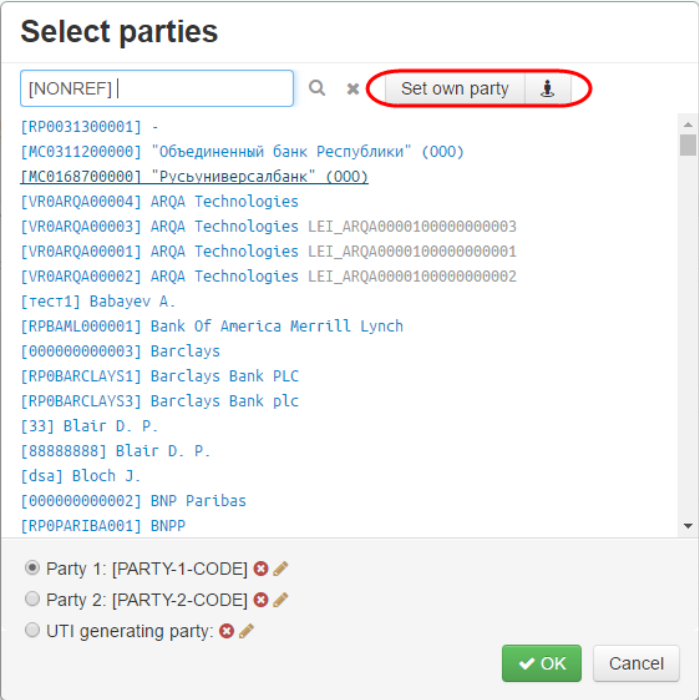 Select parties
[NONREF]
Set own party
[RP0031300001] -
[MC0311200000] "Объединенный банк Республики" (ООО)
[MC0168700000] "Русьуниверсалбанк" (ООО)
[VR0ARQA00004] ARQA Technologies
[VR0ARQA00003] ARQA Technologies LEI_ARQA0000100000000003
[VR0ARQA00001] ARQA Technologies LEI_ARQA0000100000000001
[VR0ARQA00002] ARQA Technologies LEI_ARQA0000100000000002
[тест1] Babayev A.
[RPBAML000001] Bank Of America Merrill Lynch
[000000000003] Barclays
[RP0BARCLAYS1] Barclays Bank PLC
[RP0BARCLAYS3] Barclays Bank plc
[33] Blair D. P.
[88888888] Blair D. P.
[dsa] Bloch J.
[000000000002] BNP Paribas
[RP0PARIBA001] BNPP
Party 1: [PARTY-1-CODE]
Party 2: [PARTY-2-CODE]
UTI generating party:
OK
Cancel